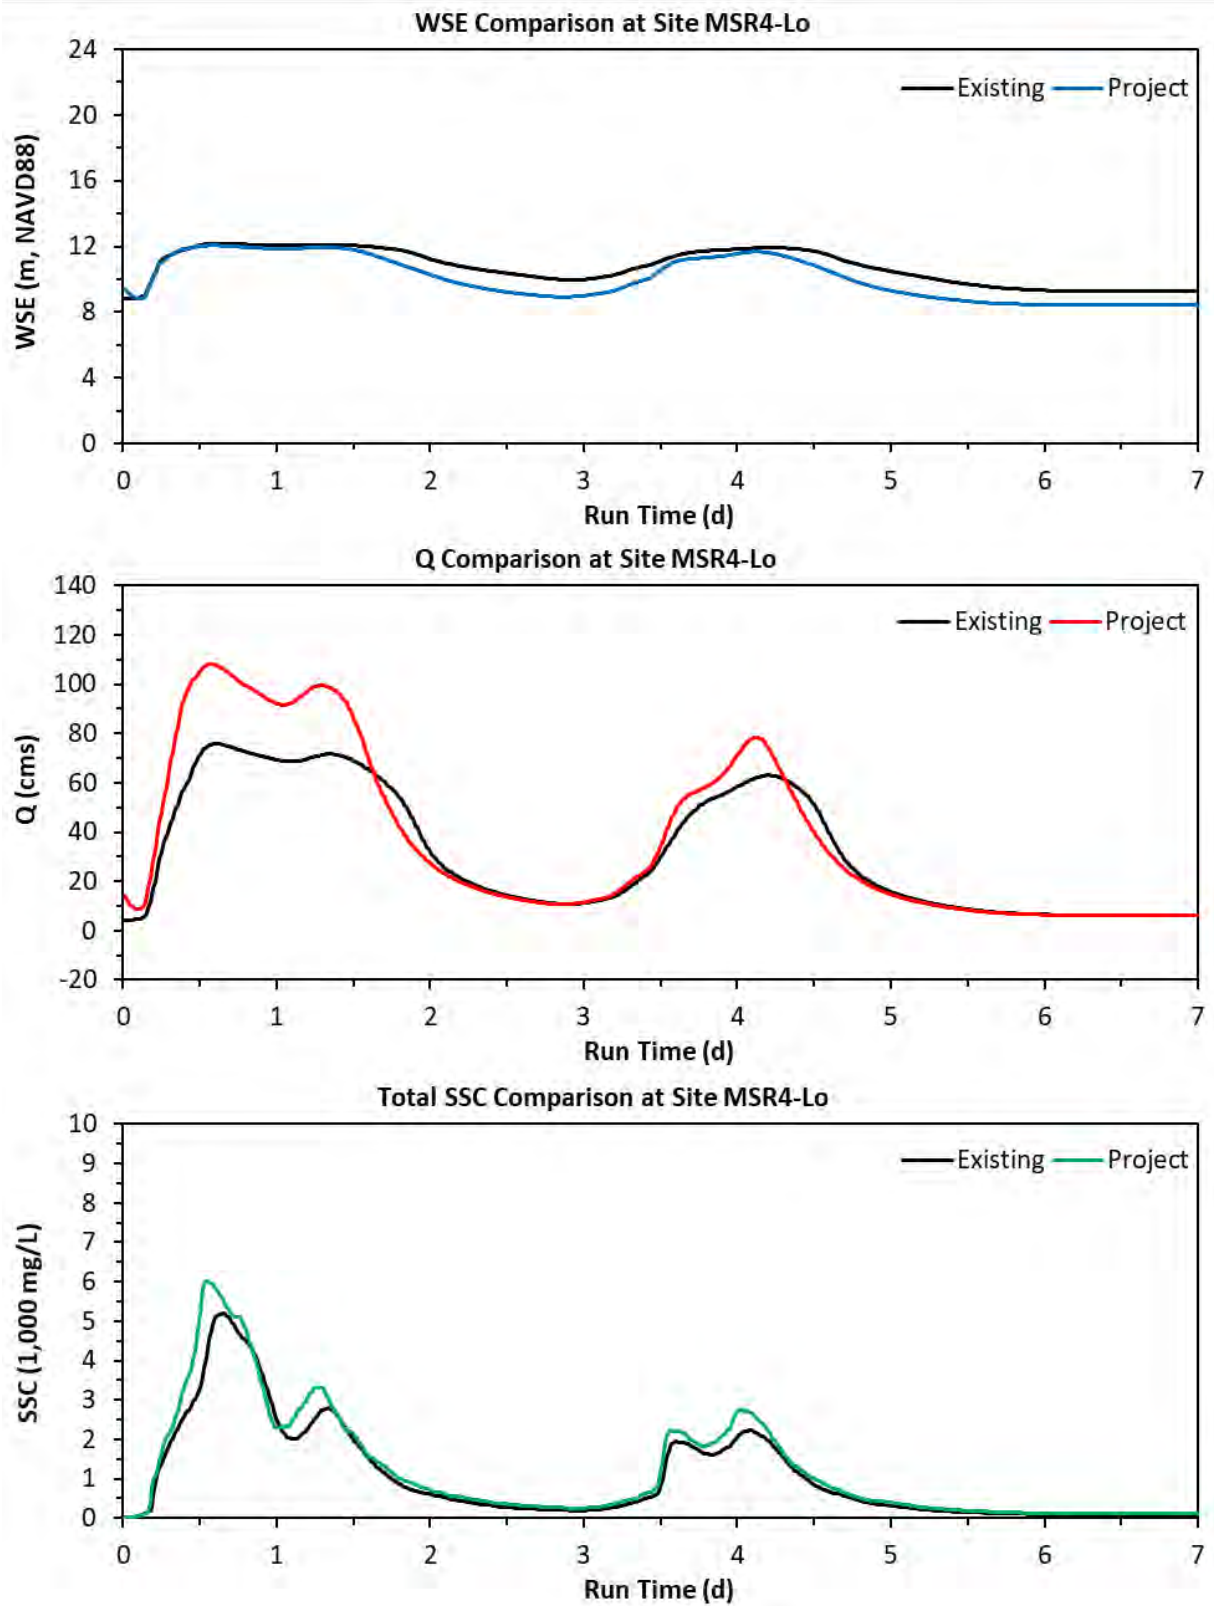 WSE Comparison at Site MSR4-Lo
24
20
16
12
8
4
0
WSE (m, NAVD88)
Existing Project
0 1 2 3 4 5 6 7
Run Time (d)
Q Comparison at Site MSR4-Lo
140
120
100
80
60
40
20
0
-20
Q (cms)
Existing Project
0 1 2 3 4 5 6 7
Run Time (d)
Total SSC Comparison at Site MSR4-Lo
10
9
8
7
6
5
4
3
2
1
0
SSC (1,000 mg/L)
Existing Project
0 1 2 3 4 5 6 7
Run Time (d)